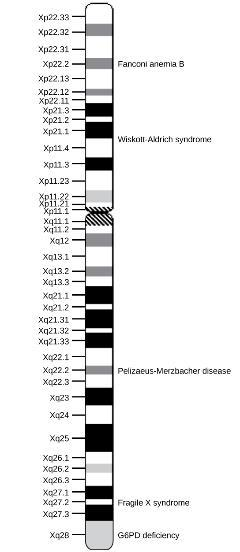 Xp22.33
Xp22.32
Xp22.31
Xp22.2 Fanconi anemia B
Xp22.13
Xp22.12
Xp22.11
Xp21.3
Xp21.2
Xp21.1
Wiskott-Aldrich syndrome
Xp11.4
Xp11.3
Xp11.23
Xp11.22
Xp11.21
Xp11.1
Xq11.1
Xq11.2
Xq12
Xq13.1
Xq13.2
Xq13.3
Xq21.1
Xq21.2
Xq21.31
Xq21.32
Xq21.33
Xq22.1
Xq22.2 Pelizaeus-Merzbacher disease
Xq22.3
Xq23
Xq24
Xq25
Xq26.1
Xq26.2
Xq26.3
Xq27.1
Xq27.2 Fragile X syndrome
Xq27.3
Xq28 G6PD deficiency